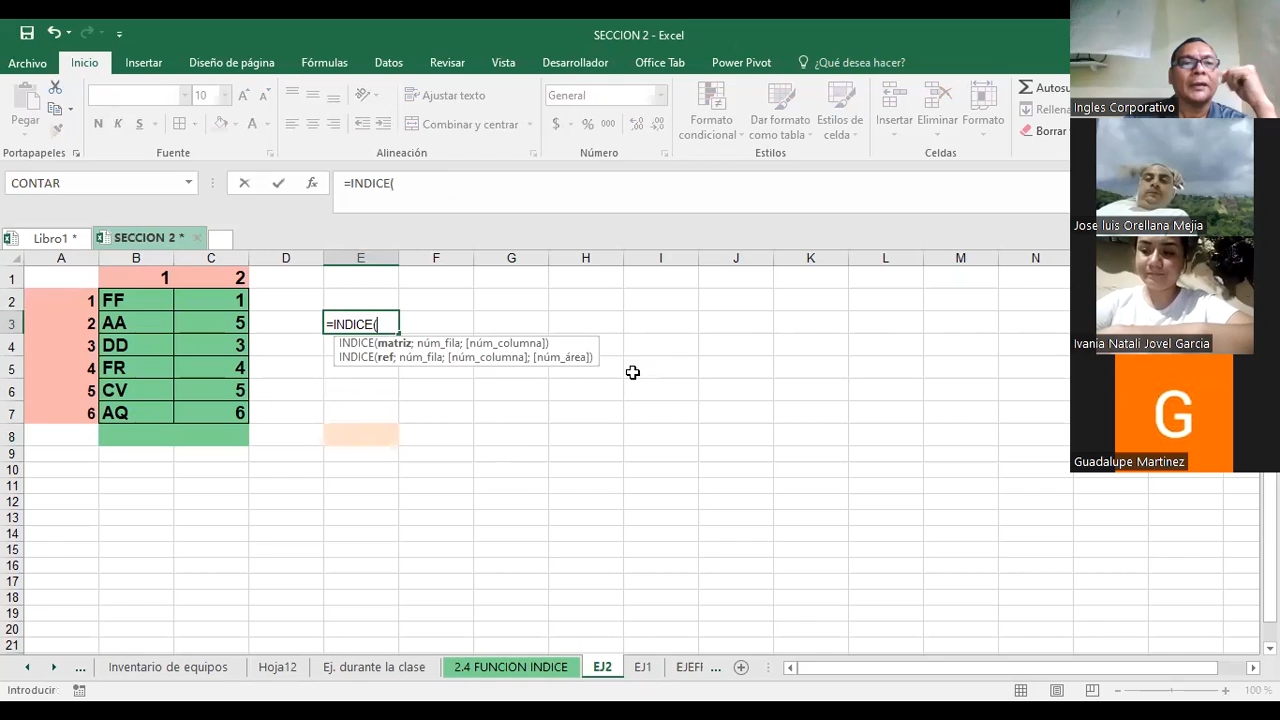 SECCION 2 - Excel
Archivo Inicio Insertar Diseño de página Fórmulas Datos Revisar Vista Desarrollador Office Tab Power Pivot ¿Qué desea hacer?
Pegar
10
N K S
Ajustar texto
Combinar y centrar
General
$ % 000
Formato condicional
Dar formato como tabla
Estilos de celda
Insertar Eliminar Formato
Autosu
Rellena
Borrar
Portapapeles Fuente Alineación Número Estilos Celdas
CONTAR
=INDICE(
Libro1 * SECCION 2 *
A B C D E F G H I J K L M N
1 1 2
2 1 FF 1
3 2 AA 5 =INDICE(
4 3 DD 3
5 4 FR 4
6 5 CV 5
7 6 AQ 6
8
9
10
11
12
13
14
15
16
17
18
19
20
21
INDICE(matriz; núm_fila; [núm_columna])
INDICE(ref; núm_fila; [núm_columna]; [núm_área])
Ingles Corporativo
Jose luis Orellana Mejia
Ivania Natali Jovel Garcia
G
Guadalupe Martinez
... Inventario de equipos Hoja12 Ej. durante la clase 2.4 FUNCION INDICE EJ2 EJ1 EJEFI ...
Introducir
100 %